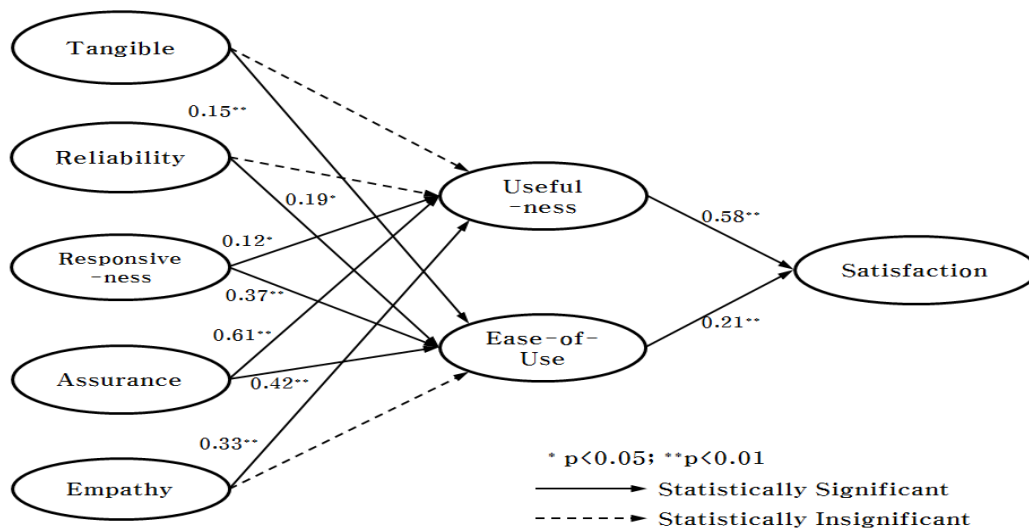 Tangible
0.15**
Reliability
Useful
-ness
0.19*
0.58**
0.12*
Responsive
-ness
Satisfaction
0.37**
0.21**
0.61**
Ease-of-
Use
Assurance
0.42**
0.33**
* p<0.05; **p<0.01
Empathy
Statistically Significant
Statistically Insignificant